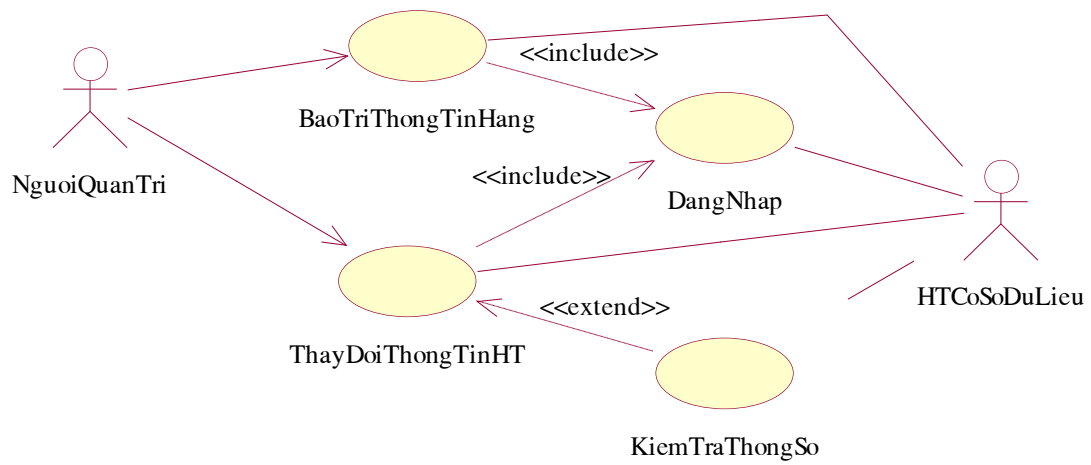 <<include>>
BaoTriThongTinHang
NguoiQuanTri
<<include>>
DangNhap
HTCoSoDuLieu
<<extend>>
ThayDoiThongTinHT
KiemTraThongSo